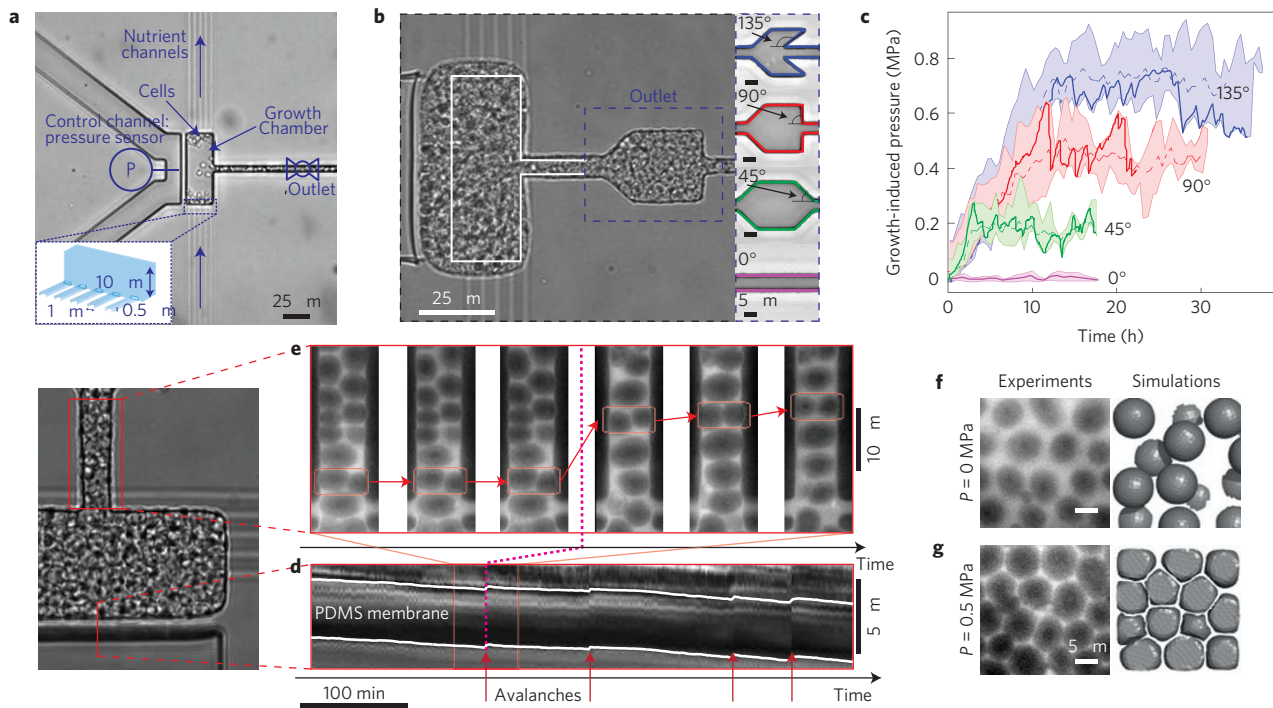 a
Nutrient
channels
Cells
Growth
Chamber
Control channel:
pressure sensor
P
Outlet
10 m
1 m
0.5 m
25 m
b
Outlet
25 m
135°
90°
45°
0°
5 m
c
Growth-induced pressure (MPa)
0.8
0.6
0.4
0.2
0
135°
90°
45°
0°
0 10 20 30
Time (h)
e
10 m
Time
d
PDMS membrane
5 m
100 min
Avalanches
Time
f
Experiments Simulations
P = 0 MPa
g
P = 0.5 MPa
5 m